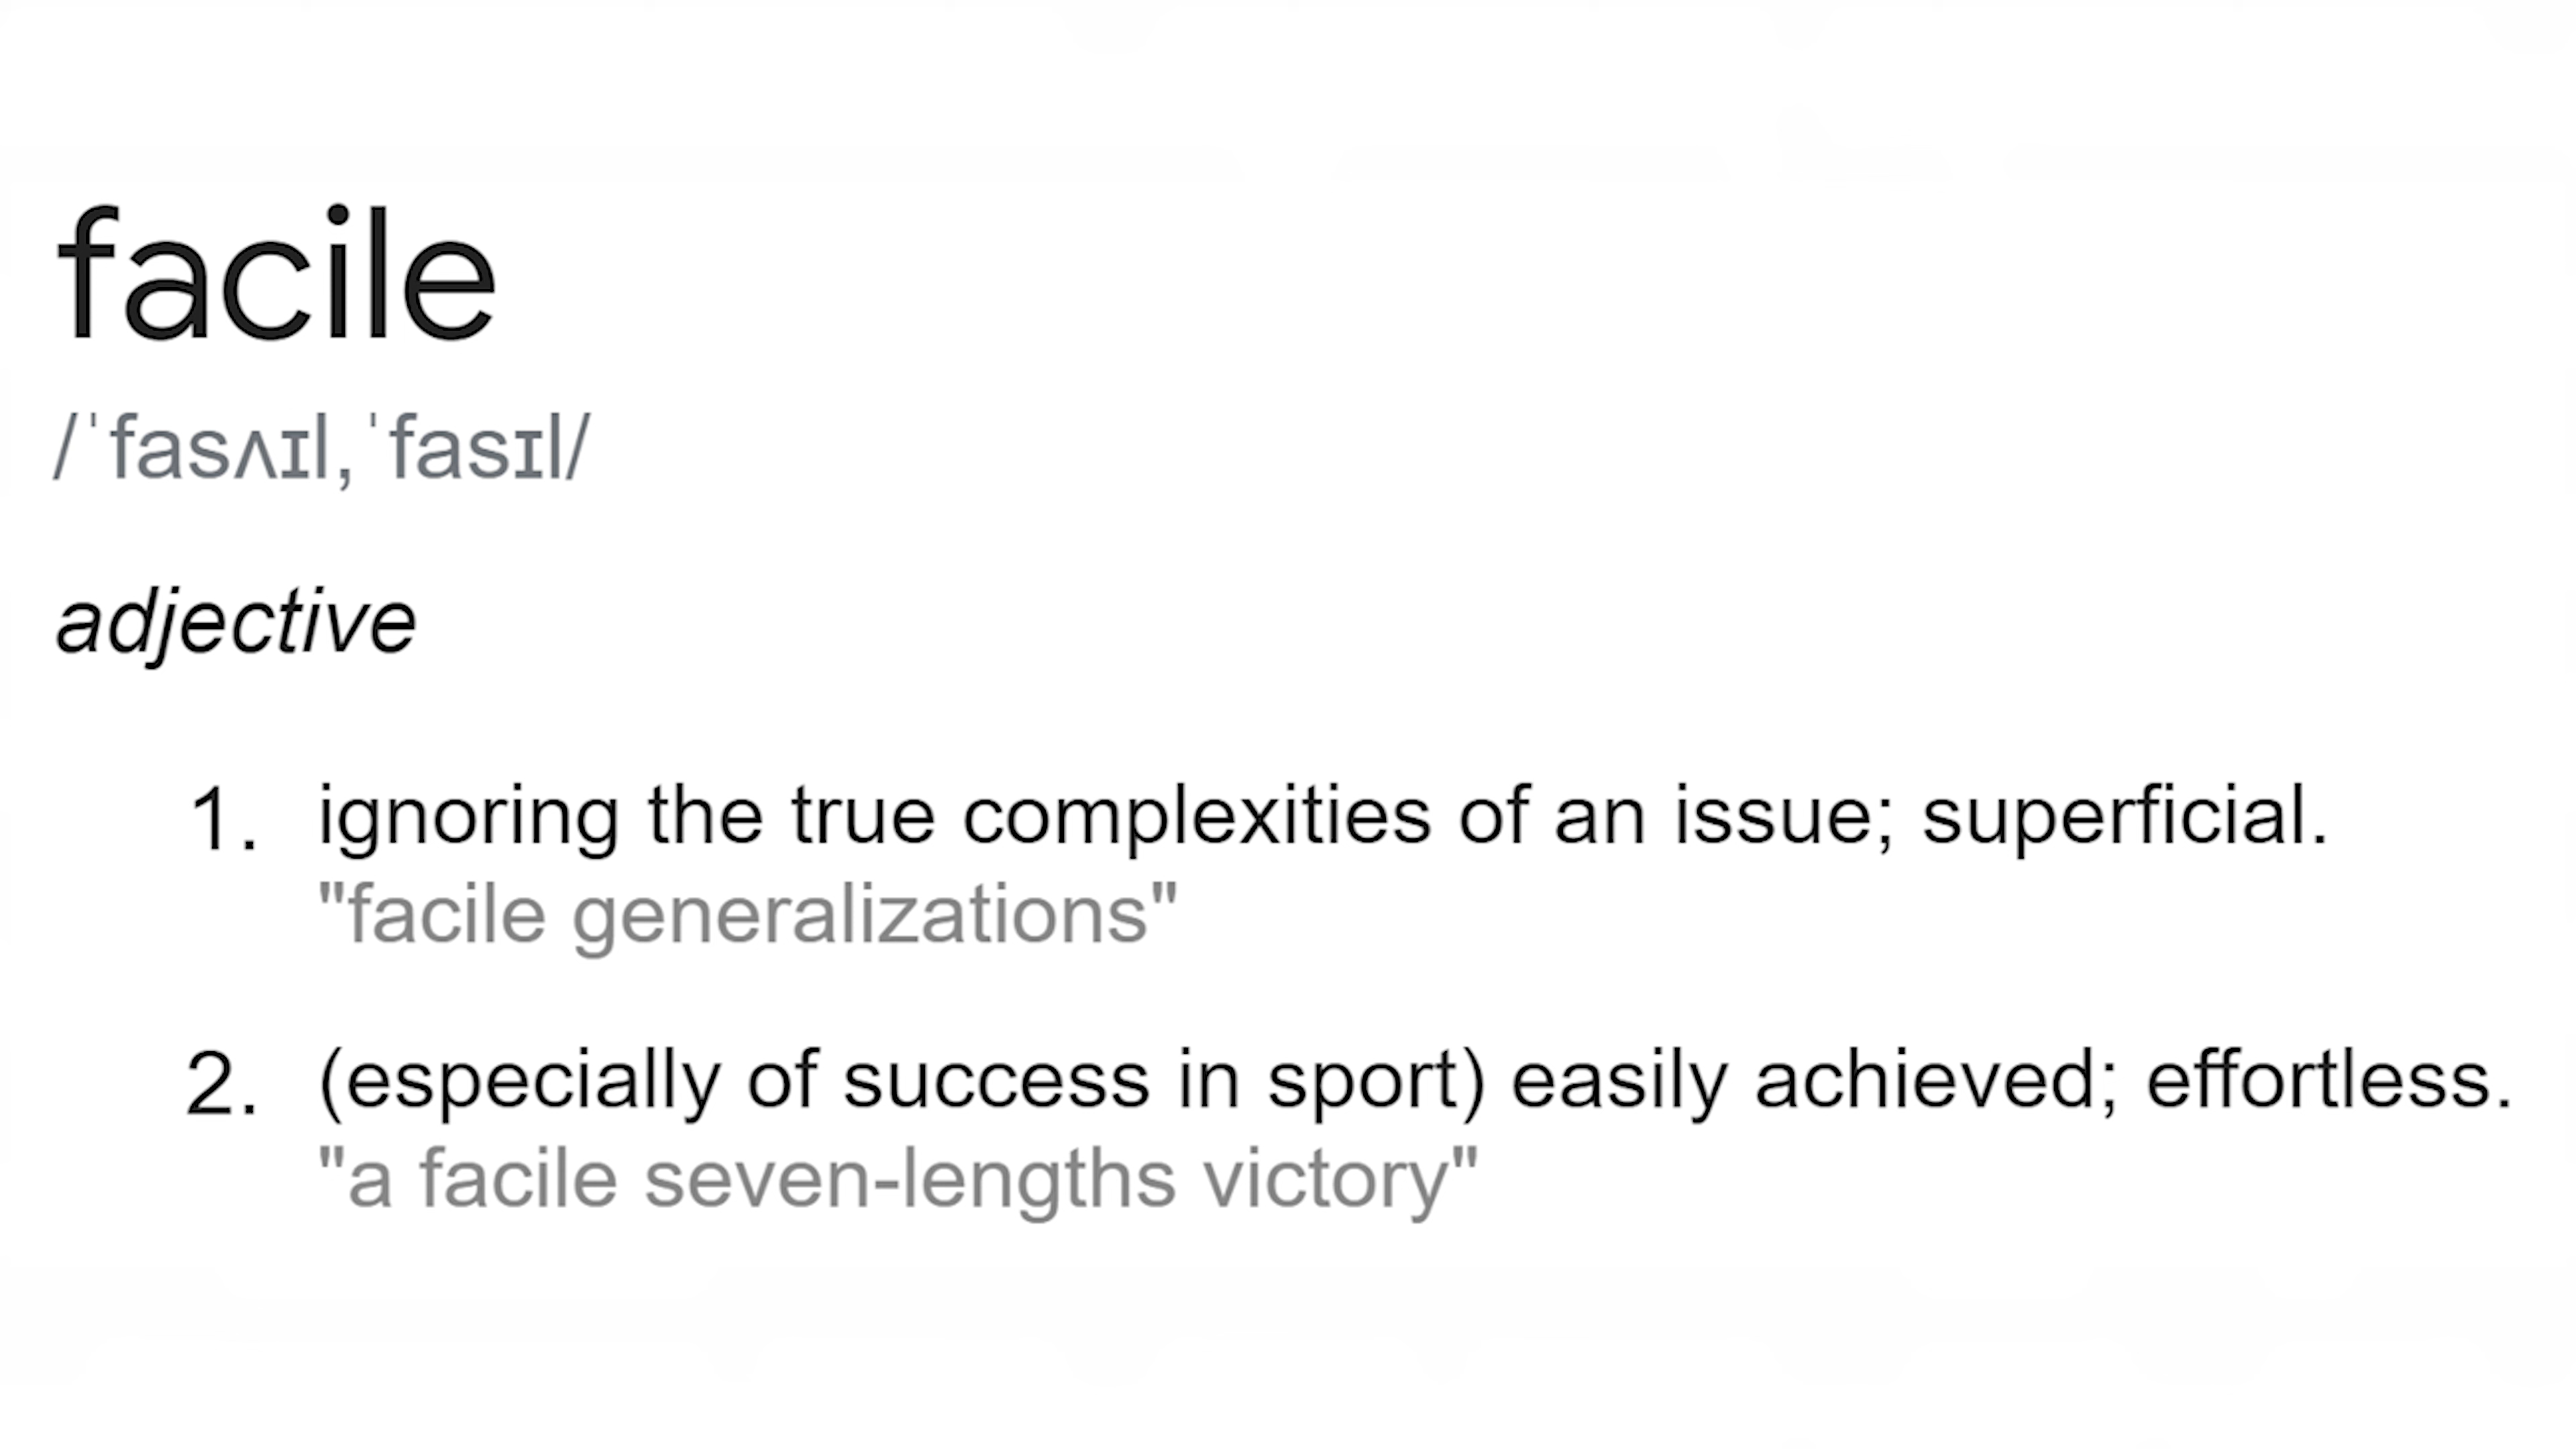 facile
/ˈfasʌɪl,ˈfasɪl/
adjective
1. ignoring the true complexities of an issue; superficial.
"facile generalizations"
2. (especially of success in sport) easily achieved; effortless.
"a facile seven-lengths victory"